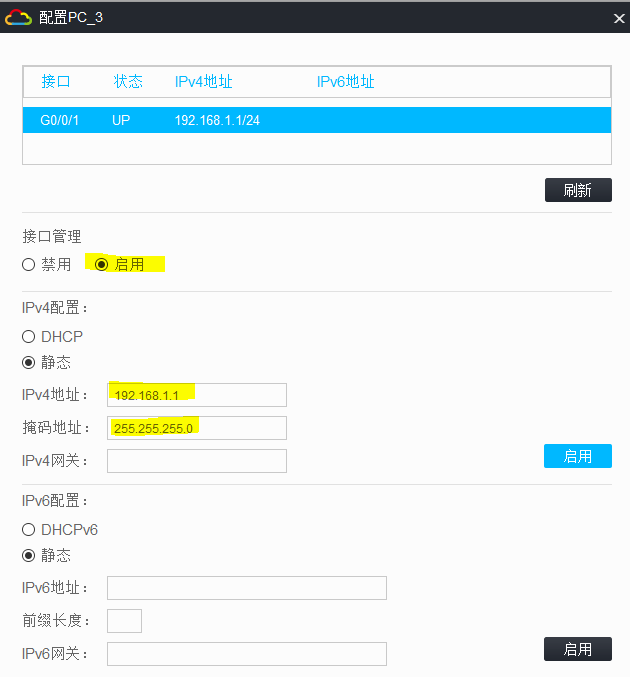 配置PC_3
接口 状态 IPv4地址 IPv6地址
G0/0/1 UP 192.168.1.1/24
刷新
接口管理
禁用 启用
IPv4配置：
DHCP
静态
IPv4地址： 192.168.1.1
掩码地址： 255.255.255.0
IPv4网关： 启用
IPv6配置：
DHCPv6
静态
IPv6地址：
前缀长度：
IPv6网关： 启用